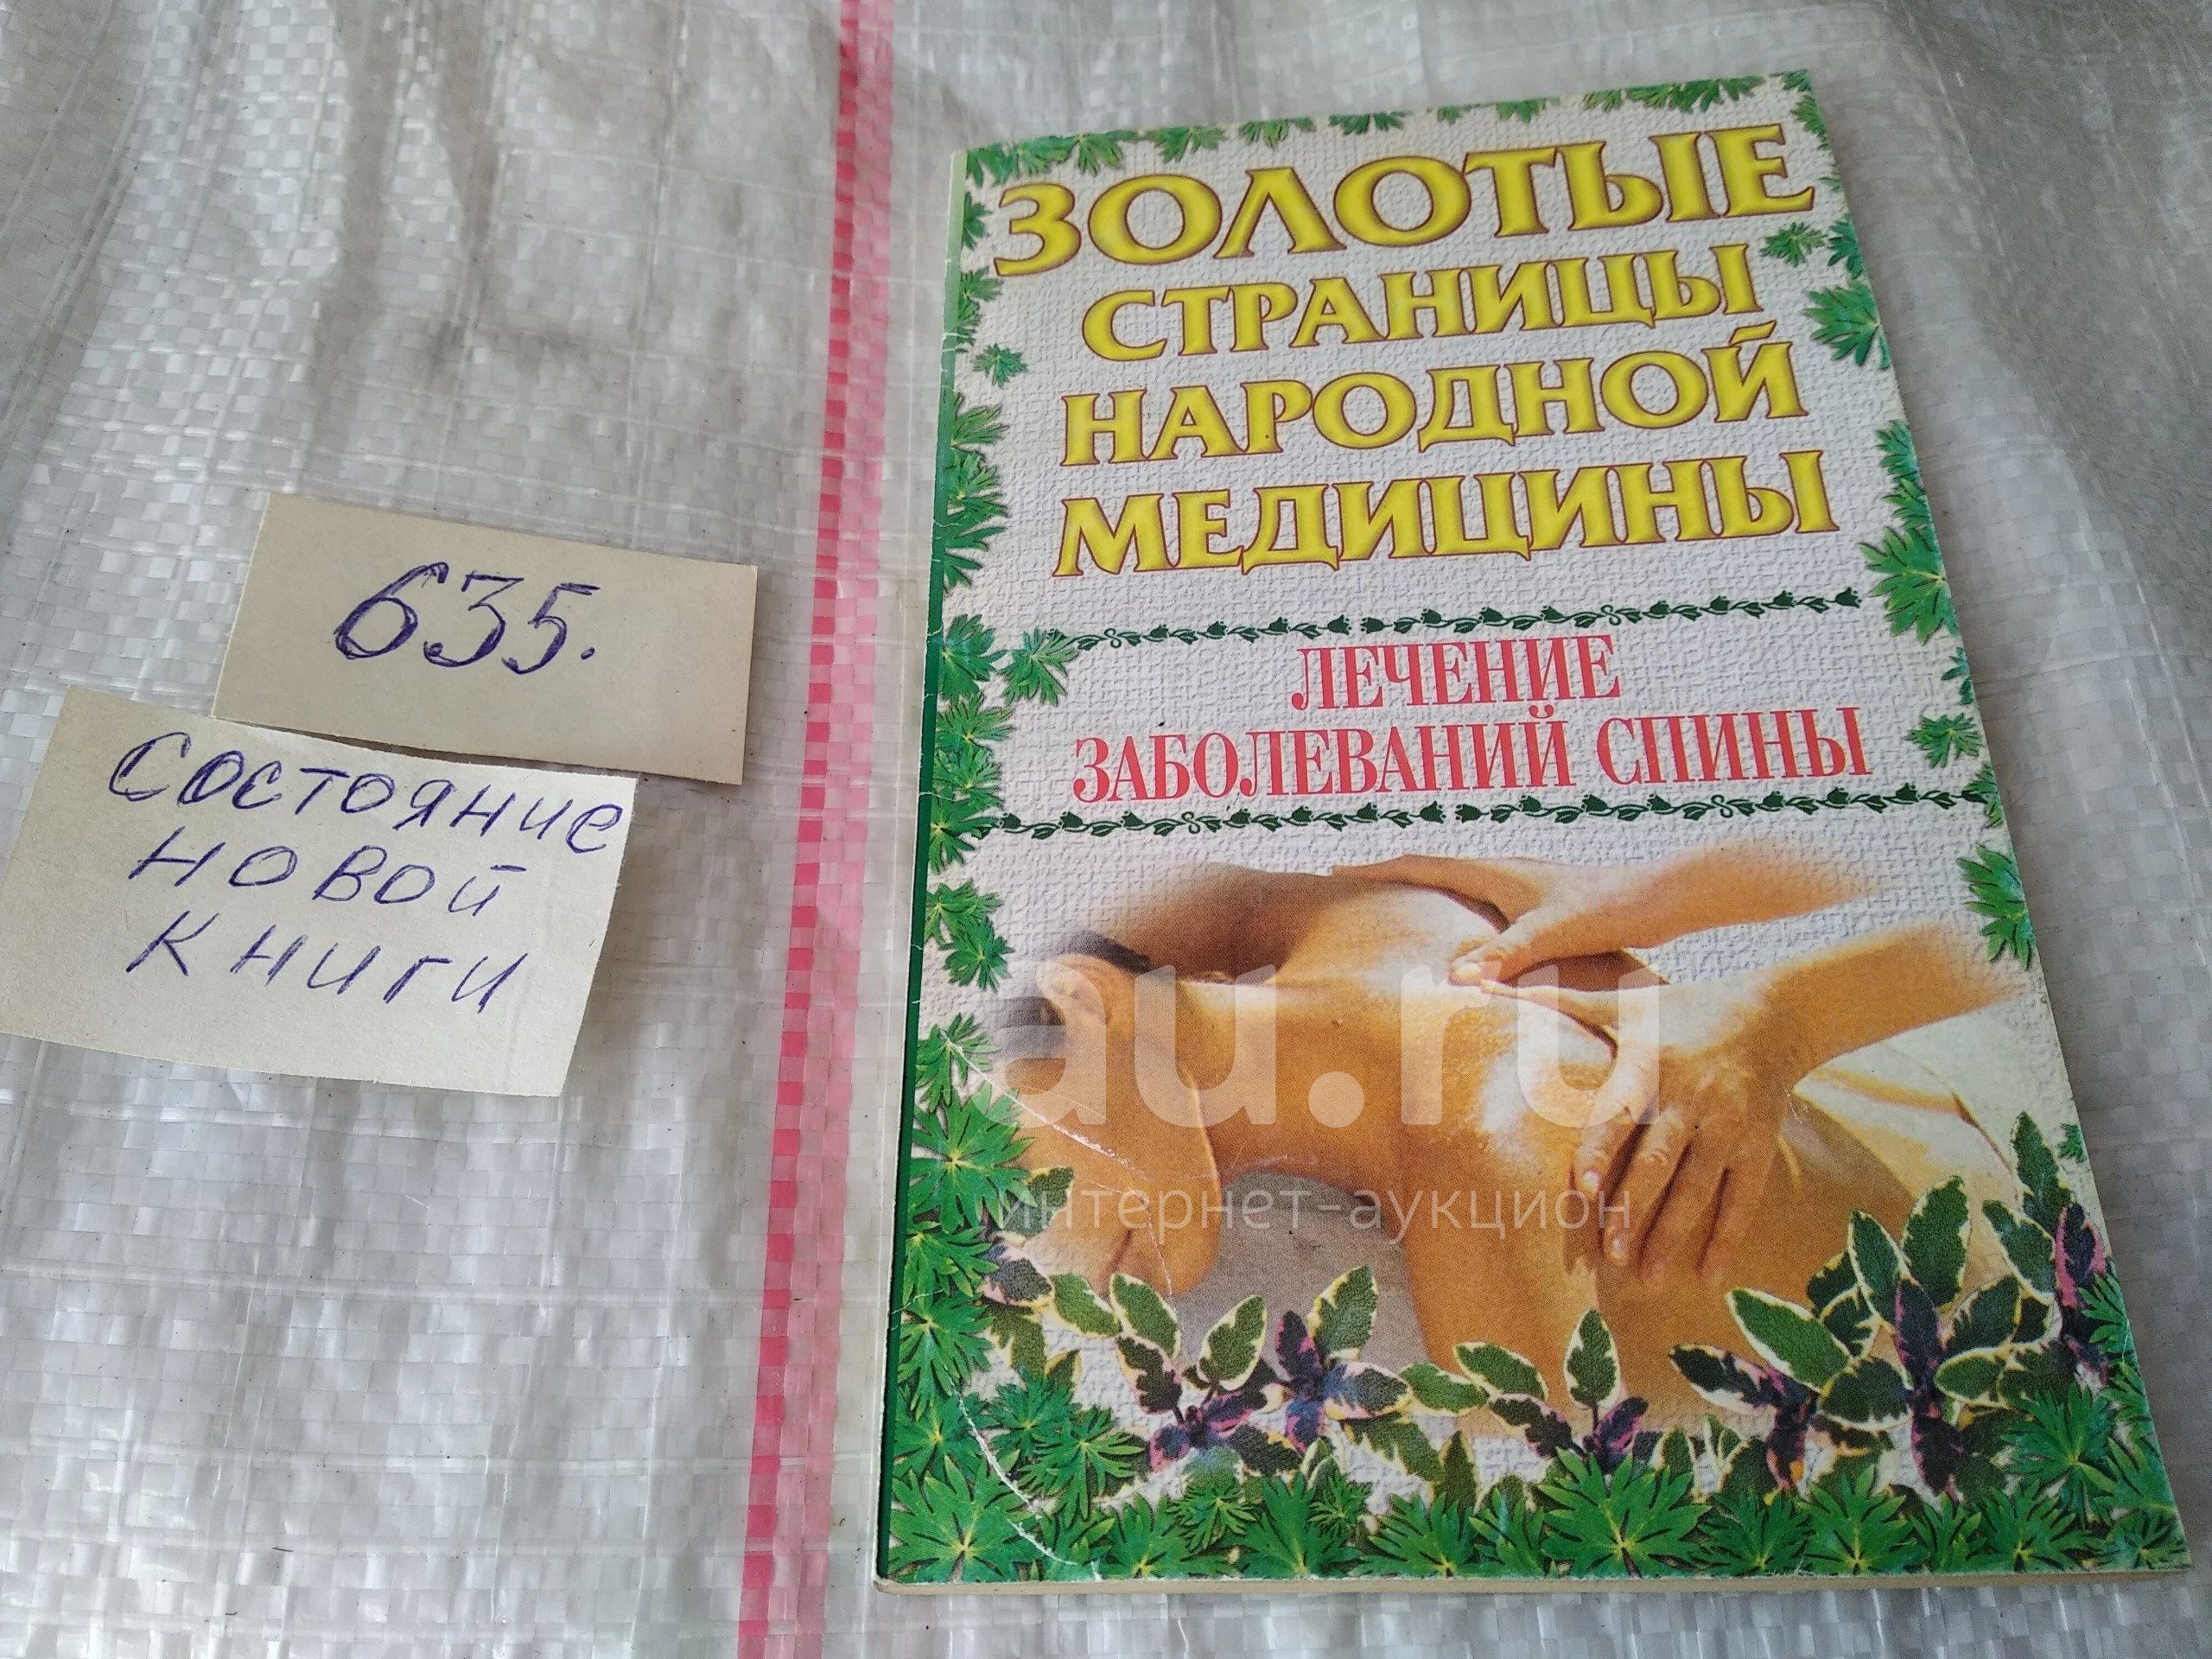 635.
СОСТОЯНИЕ
НОВОЙ
КНИГИ
ЗОЛОТЫЕ
СТРАНИЦЫ
НАРОДНОЙ
МЕДИЦИНЫ
ЛЕЧЕНИЕ
ЗАБОЛЕВАНИЙ СПИНЫ
au.ru
интернет-аукцион